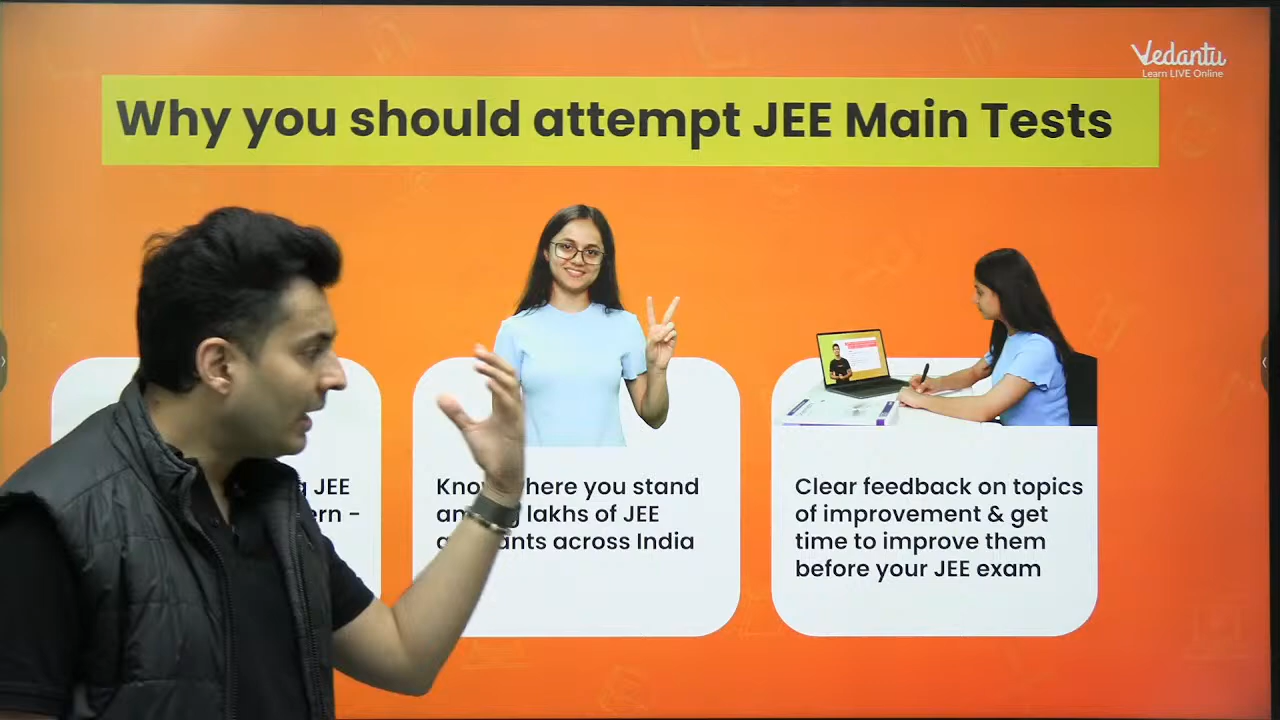 Vedantu
Learn LIVE Online
Why you should attempt JEE Main Tests
JEE
here you stand
lakhs of JEE
across India
Clear feedback on topics
of improvement & get
time to improve them
before your JEE exam